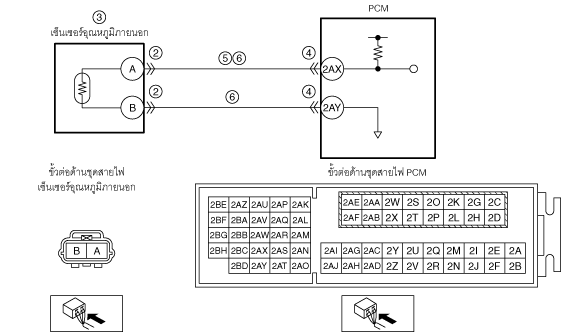 ③
เซ็นเซอร์อุณหภูมิภายนอก
PCM
A ② ⑤ ⑥ ④ 2AX
B ② ⑥ ④ 2AY
ขั้วต่อด้านชุดสายไฟ
เซ็นเซอร์อุณหภูมิภายนอก
ขั้วต่อด้านชุดสายไฟ PCM
B A
2BE 2AZ 2AU 2AP 2AK
2BF 2BA 2AV 2AQ 2AL
2BG 2BB 2AW 2AR 2AM
2BH 2BC 2AX 2AS 2AN
2BD 2AY 2AT 2AO
2AE 2AA 2W 2S 2O 2K 2G 2C
2AF 2AB 2X 2T 2P 2L 2H 2D
2AI 2AG 2AC 2Y 2U 2Q 2M 2I 2E 2A
2AJ 2AH 2AD 2Z 2V 2R 2N 2J 2F 2B